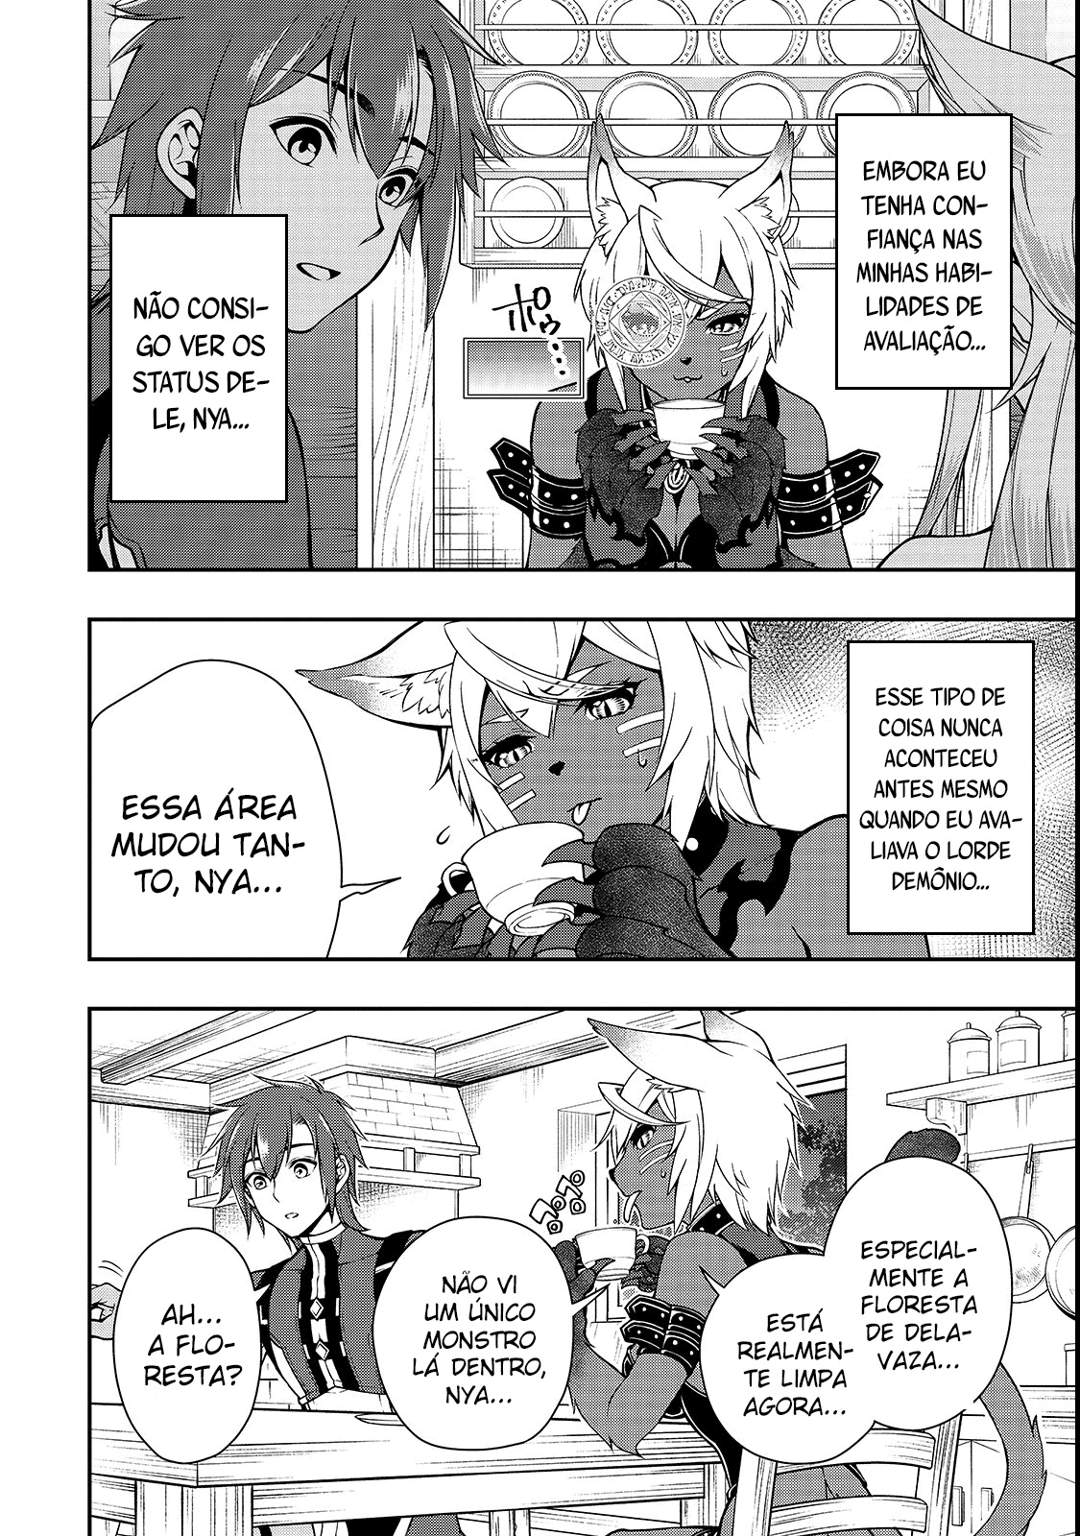 EMBORA EU
TENHA CON-
FIANÇA NAS
MINHAS HABI-
LIDADES DE
AVALIAÇÃO...
ポゥ...
NÃO CONSI-
GO VER OS
STATUS DE-
LE, NYA...
ESSE TIPO DE
COISA NUNCA
ACONTECEU
ANTES MESMO
QUANDO EU AVA-
LIAVA O LORDE
DEMÔNIO...
ESSA ÁREA
MUDOU TAN-
TO, NYA...
ESPECIAL-
MENTE A
FLORESTA
DE DELA-
VAZA...
ESTÁ
REALMEN-
TE LIMPA
AGORA...
NÃO VI
UM ÚNICO
MONSTRO
LÁ DENTRO,
NYA...
AH...
A FLO-
RESTA?